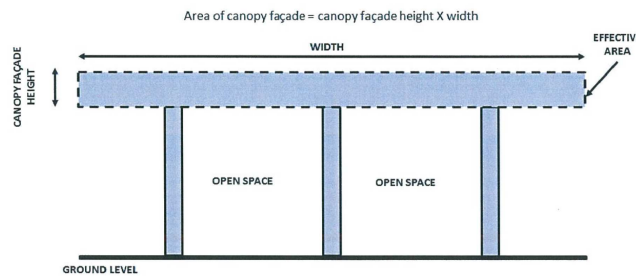 Area of canopy façade = canopy façade height X width
WIDTH
EFFECTIV
AREA
CANOPY FAÇADE
HEIGHT
OPEN SPACE
OPEN SPACE
GROUND LEVEL